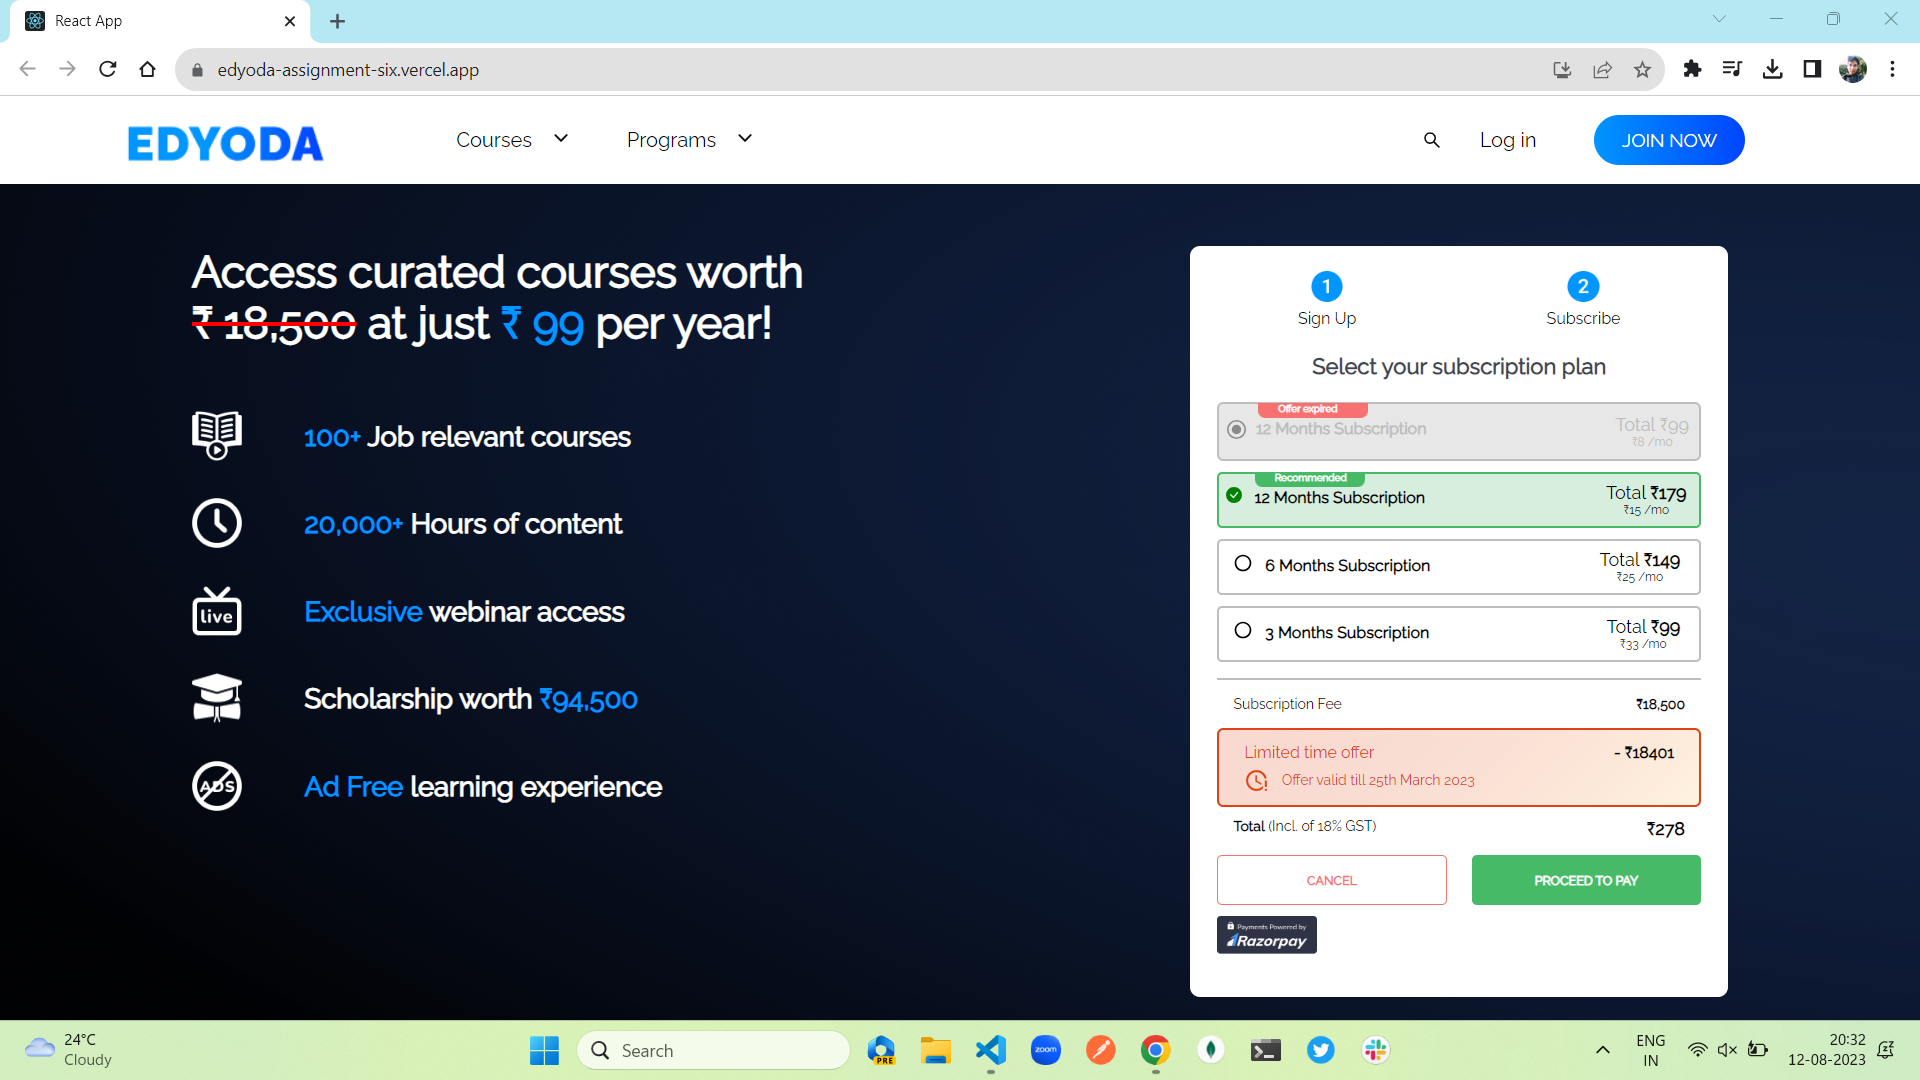 React App
edyoda-assignment-six.vercel.app
EDYODA
Courses
Programs
Log in
JOIN NOW
Access curated courses worth
₹ 18,500 at just ₹ 99 per year!
100+ Job relevant courses
20,000+ Hours of content
live
Exclusive webinar access
Scholarship worth ₹94,500
ADS
Ad Free learning experience
1
Sign Up
2
Subscribe
Select your subscription plan
Offer expired
12 Months Subscription
Total ₹99
₹8 /mo
Recommended
12 Months Subscription
Total ₹179
₹15 /mo
6 Months Subscription
Total ₹149
₹25 /mo
3 Months Subscription
Total ₹99
₹33 /mo
Subscription Fee
₹18,500
Limited time offer
- ₹18401
Offer valid till 25th March 2023
Total (Incl. of 18% GST)
₹278
CANCEL
PROCEED TO PAY
Payments Powered by
Razorpay
24°C
Cloudy
Search
PRE
zoom
ENG
IN
20:32
12-08-2023